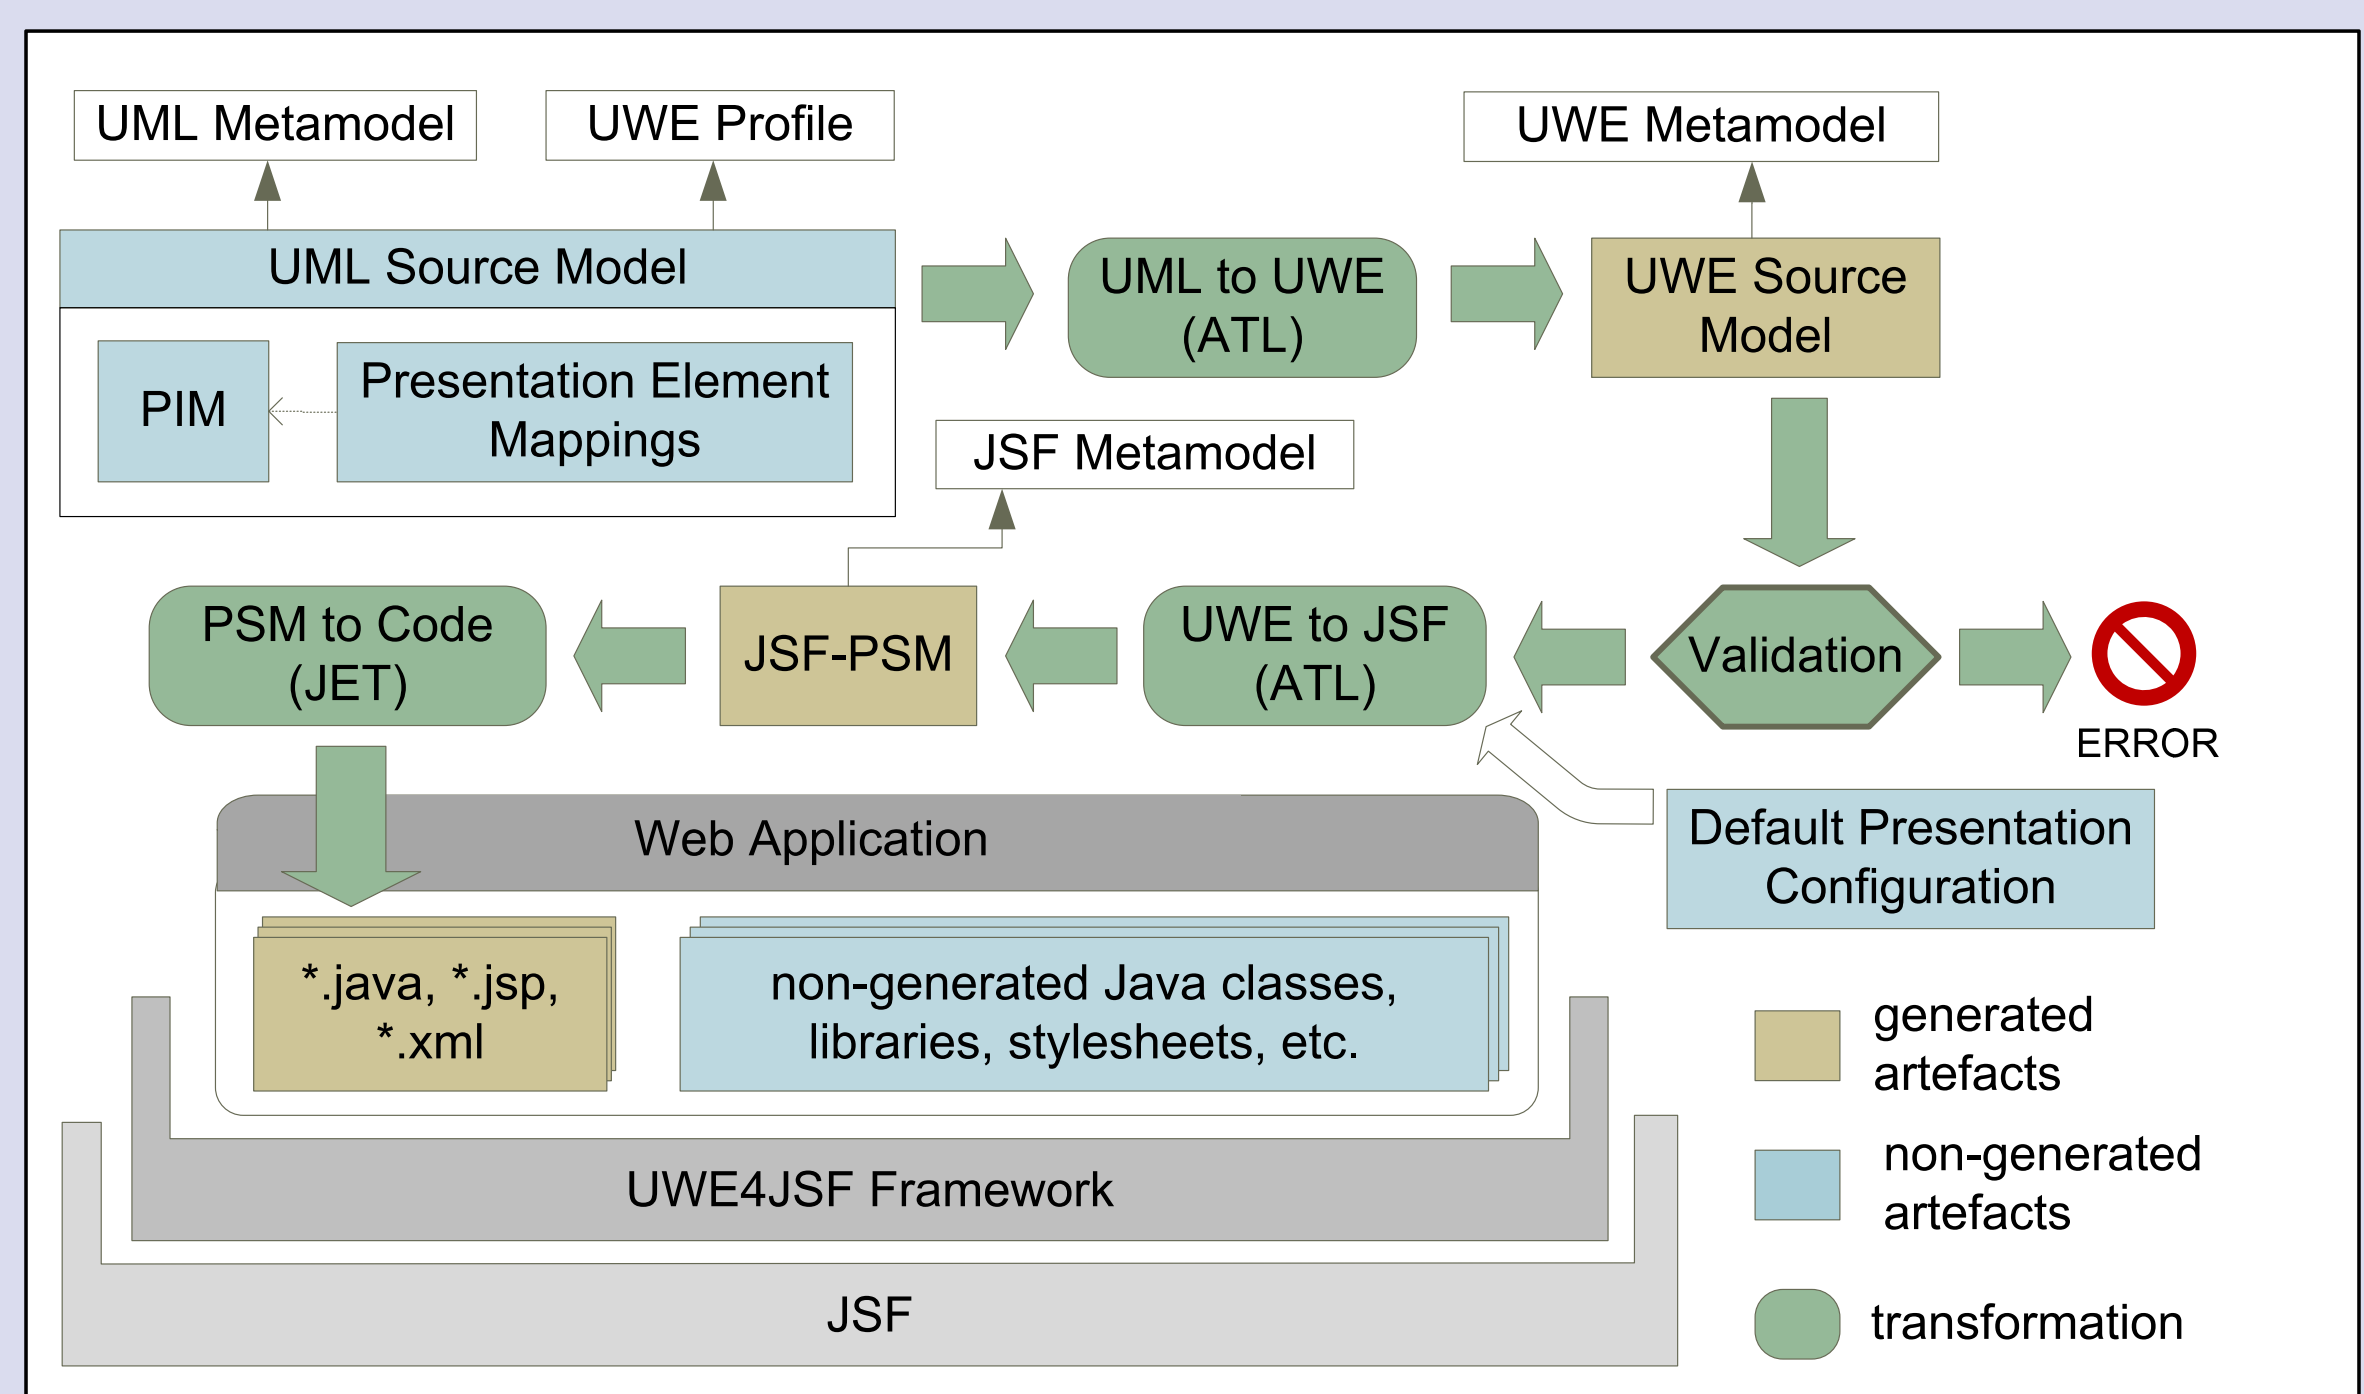 UML Metamodel
UWE Profile
UWE Metamodel
UML Source Model
UML to UWE
(ATL)
UWE Source
Model
PIM
Presentation Element
Mappings
JSF Metamodel
PSM to Code
(JET)
JSF-PSM
UWE to JSF
(ATL)
Validation
ERROR
Web Application
Default Presentation
Configuration
*.java, *.jsp,
*.xml
non-generated Java classes,
libraries, stylesheets, etc.
generated
artefacts
UWE4JSF Framework
non-generated
artefacts
JSF
transformation